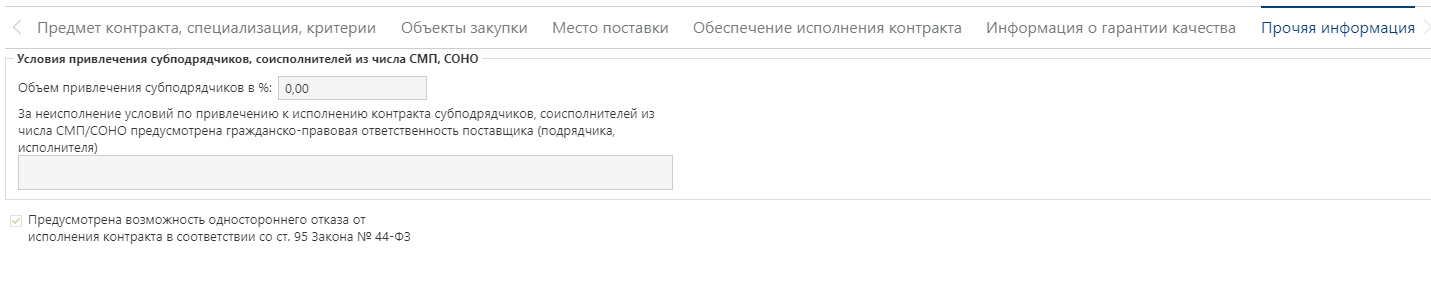 Предмет контракта, специализация, критерии Объекты закупки Место поставки Обеспечение исполнения контракта Информация о гарантии качества Прочая информация
Условия привлечения субподрядчиков, соисполнителей из числа СМП, СОНО
Объем привлечения субподрядчиков в %: 0,00
За неисполнение условий по привлечению к исполнению контракта субподрядчиков, соисполнителей из
числа СМП/СОНО предусмотрена гражданско-правовая ответственность поставщика (подрядчика,
исполнителя)
Предусмотрена возможность одностороннего отказа от
исполнения контракта в соответствии со ст. 95 Закона № 44-ФЗ